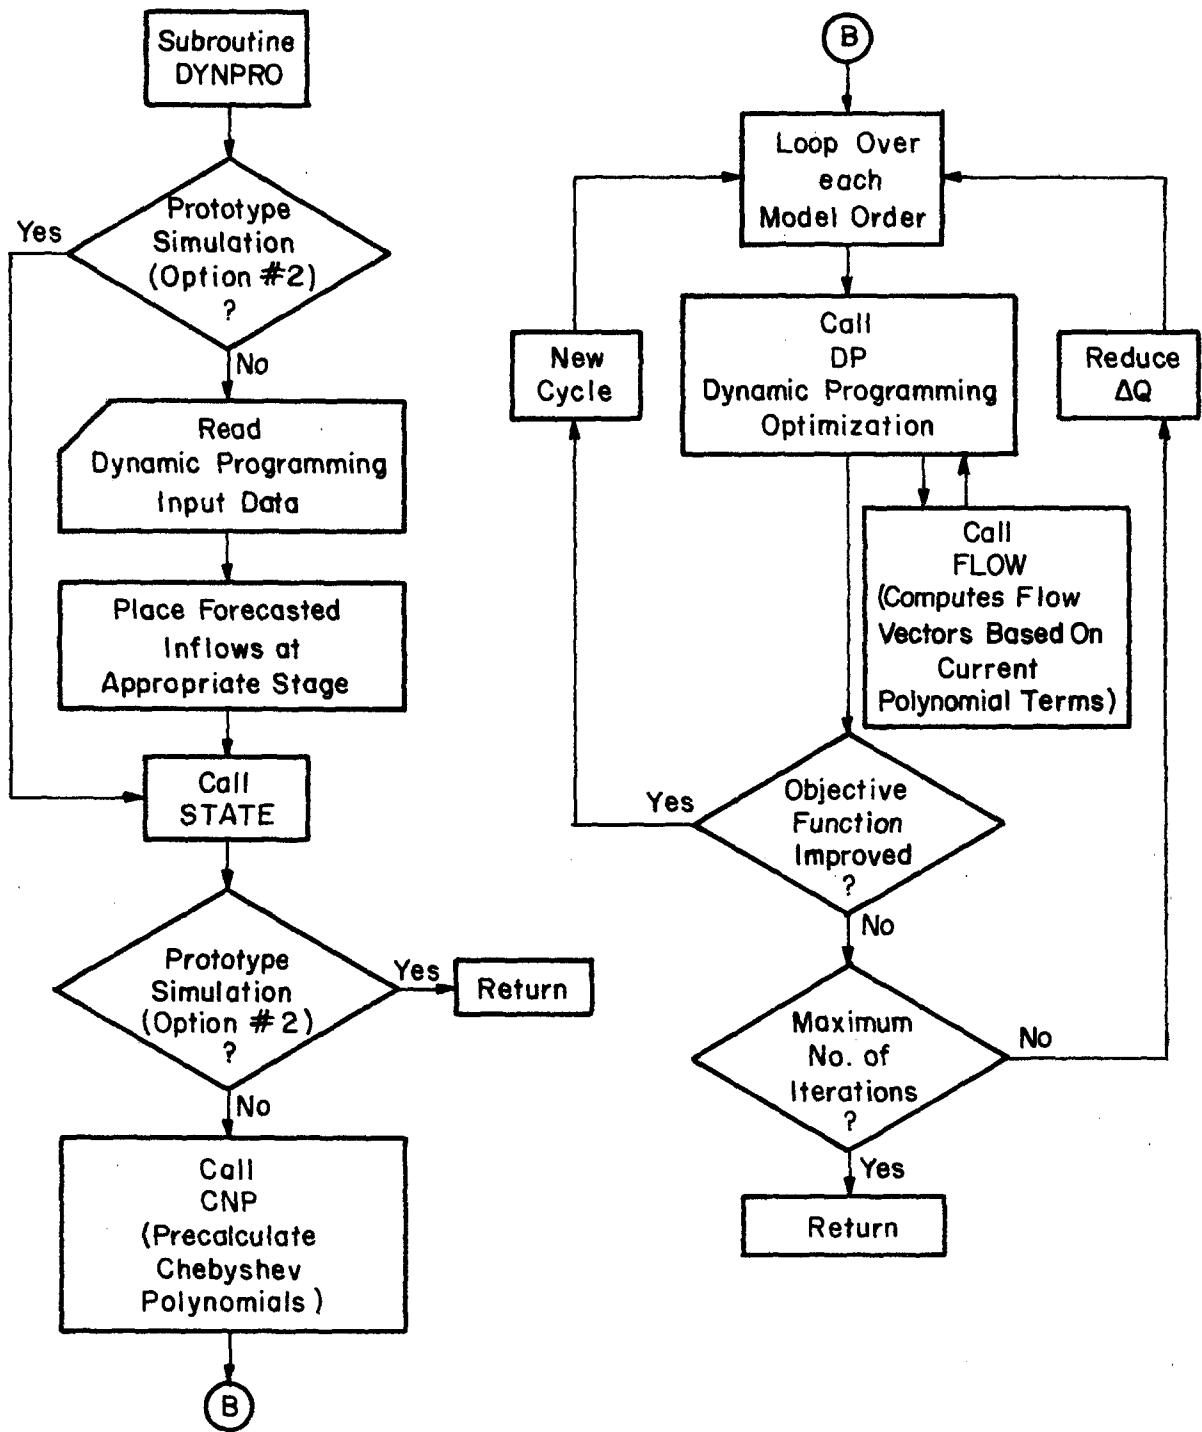 Subroutine
DYNPRO
Prototype
Simulation
(Option #2)
?
Yes
No
Read
Dynamic Programming
Input Data
Place Forecasted
Inflows at
Appropriate Stage
Call
STATE
Prototype
Simulation
(Option #2)
?
Yes
Return
No
Call
CNP
(Precalculate
Chebyshev
Polynomials)
B
B
Loop Over
each
Model Order
New
Cycle
Call
DP
Dynamic Programming
Optimization
Reduce
ΔQ
Call
FLOW
(Computes Flow
Vectors Based On
Current
Polynomial Terms)
Objective
Function
Improved
?
Yes
No
Maximum
No. of
Iterations
?
No
Yes
Return